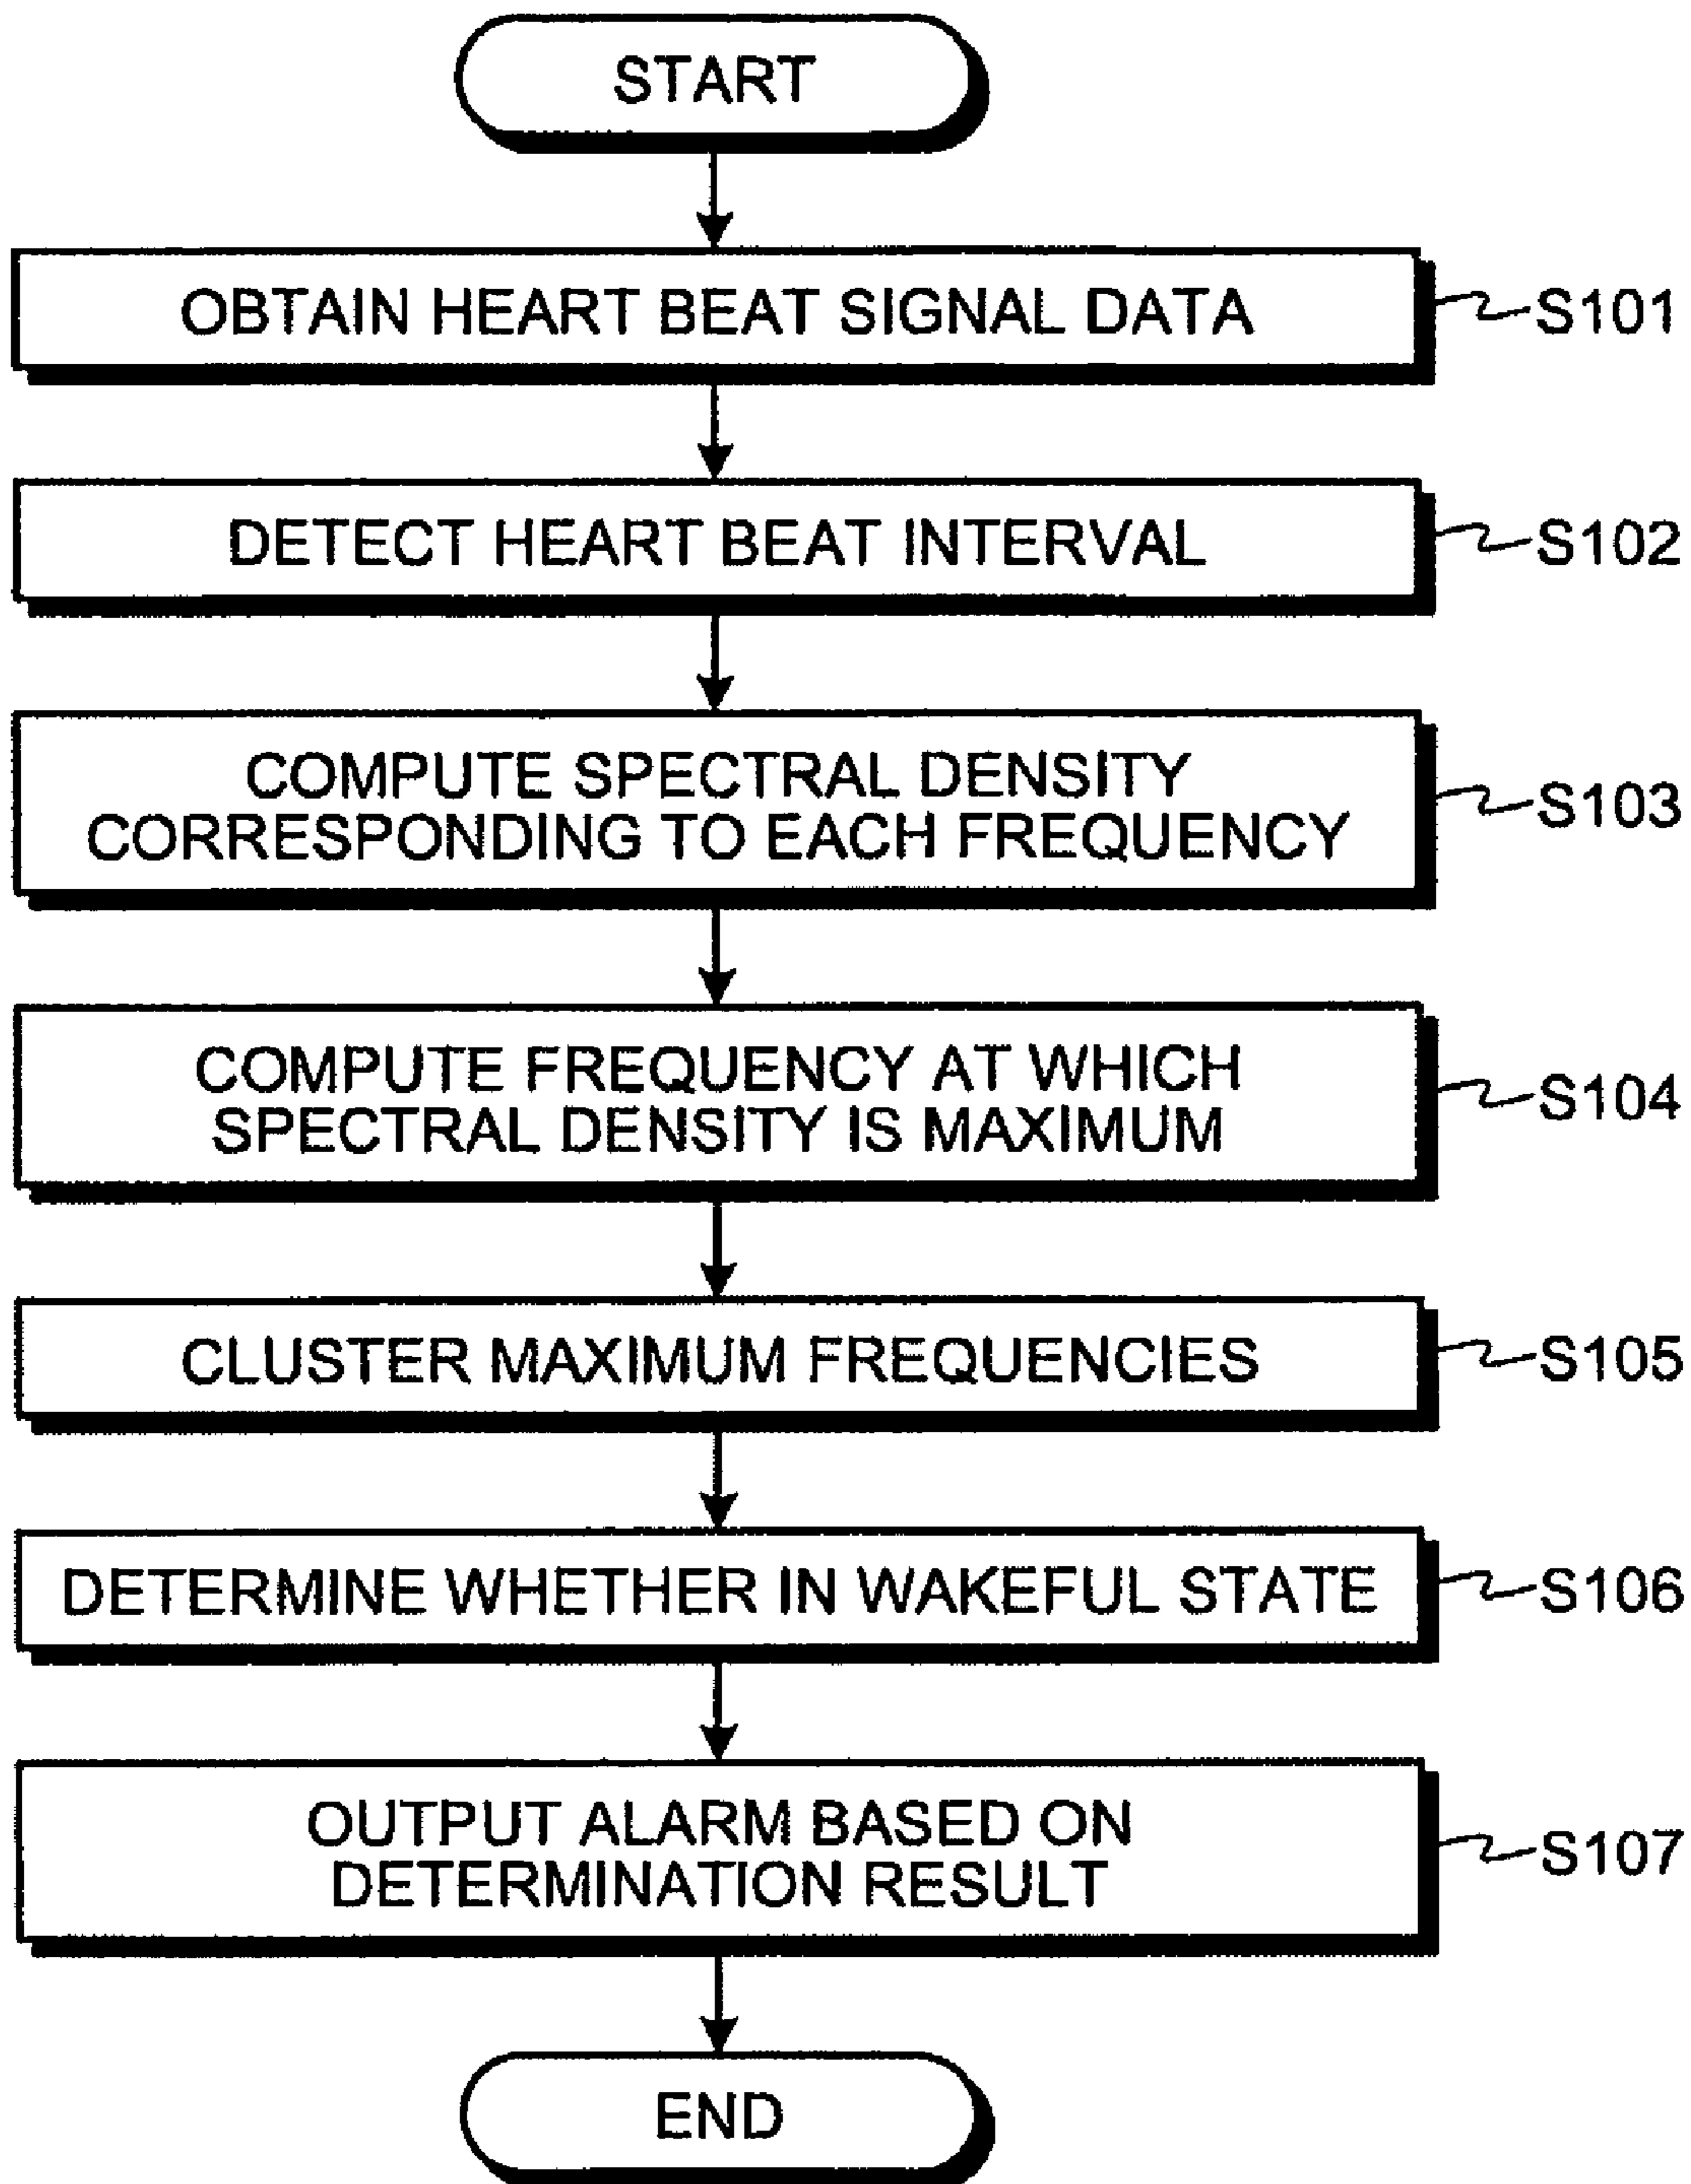 START
OBTAIN HEART BEAT SIGNAL DATA
S101
DETECT HEART BEAT INTERVAL
S102
COMPUTE SPECTRAL DENSITY
CORRESPONDING TO EACH FREQUENCY
S103
COMPUTE FREQUENCY AT WHICH
SPECTRAL DENSITY IS MAXIMUM
S104
CLUSTER MAXIMUM FREQUENCIES
S105
DETERMINE WHETHER IN WAKEFUL STATE
S106
OUTPUT ALARM BASED ON
DETERMINATION RESULT
S107
END